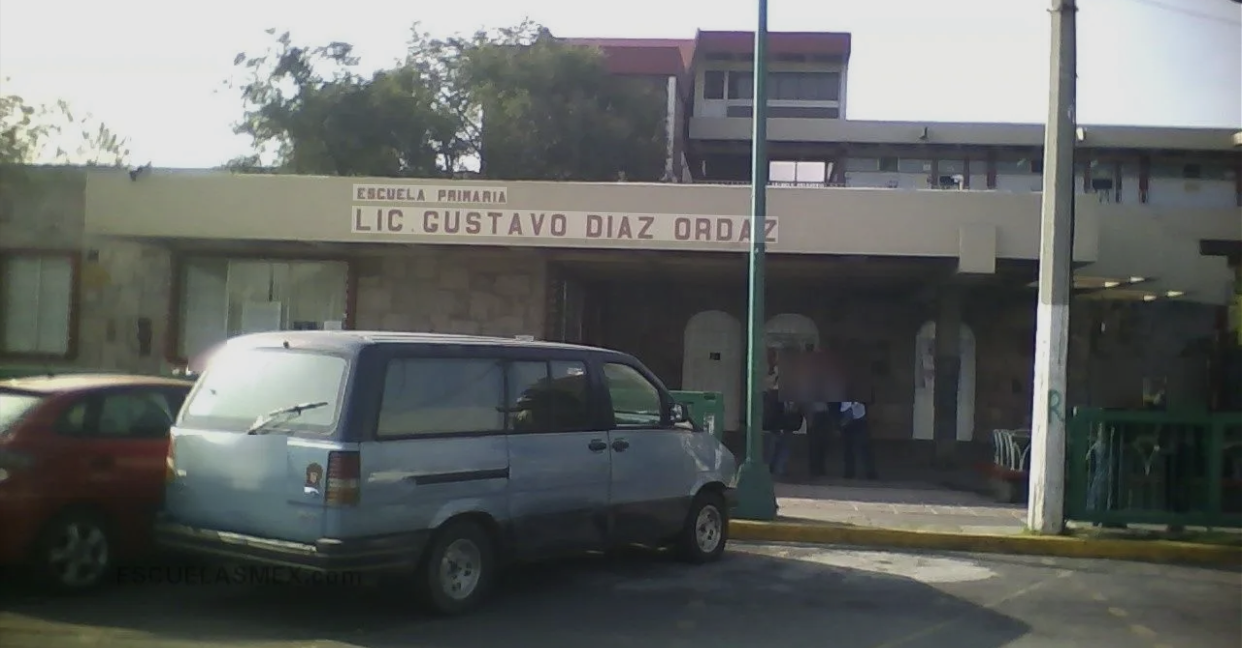 ESCUELA PRIMARIA
LIC. GUSTAVO DIAZ ORDAZ
R
ESCUELASMEX.com